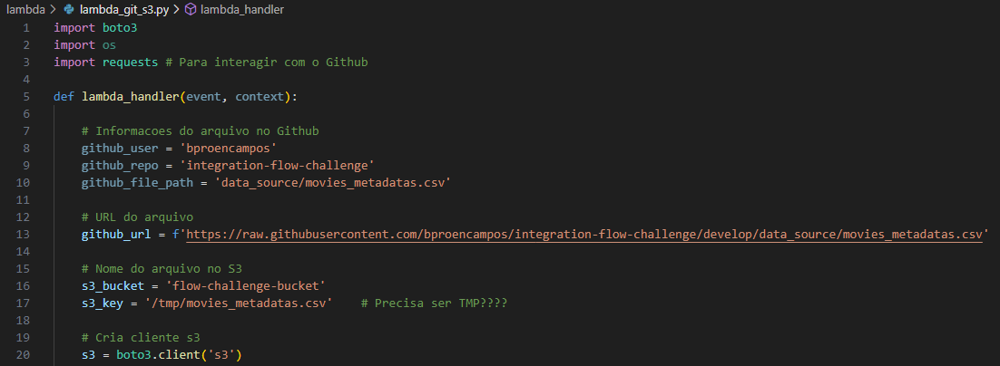 lambda > lambda_git_s3.py > lambda_handler
1 import boto3
2 import os
3 import requests # Para interagir com o Github
4
5 def lambda_handler(event, context):
6
7 # Informacoes do arquivo no Github
8 github_user = 'bproencampos'
9 github_repo = 'integration-flow-challenge'
10 github_file_path = 'data_source/movies_metadatas.csv'
11
12 # URL do arquivo
13 github_url = f'https://raw.githubusercontent.com/bproencampos/integration-flow-challenge/develop/data_source/movies_metadatas.csv'
14
15 # Nome do arquivo no S3
16 s3_bucket = 'flow-challenge-bucket'
17 s3_key = '/tmp/movies_metadatas.csv' # Precisa ser TMP????
18
19 # Cria cliente s3
20 s3 = boto3.client('s3')